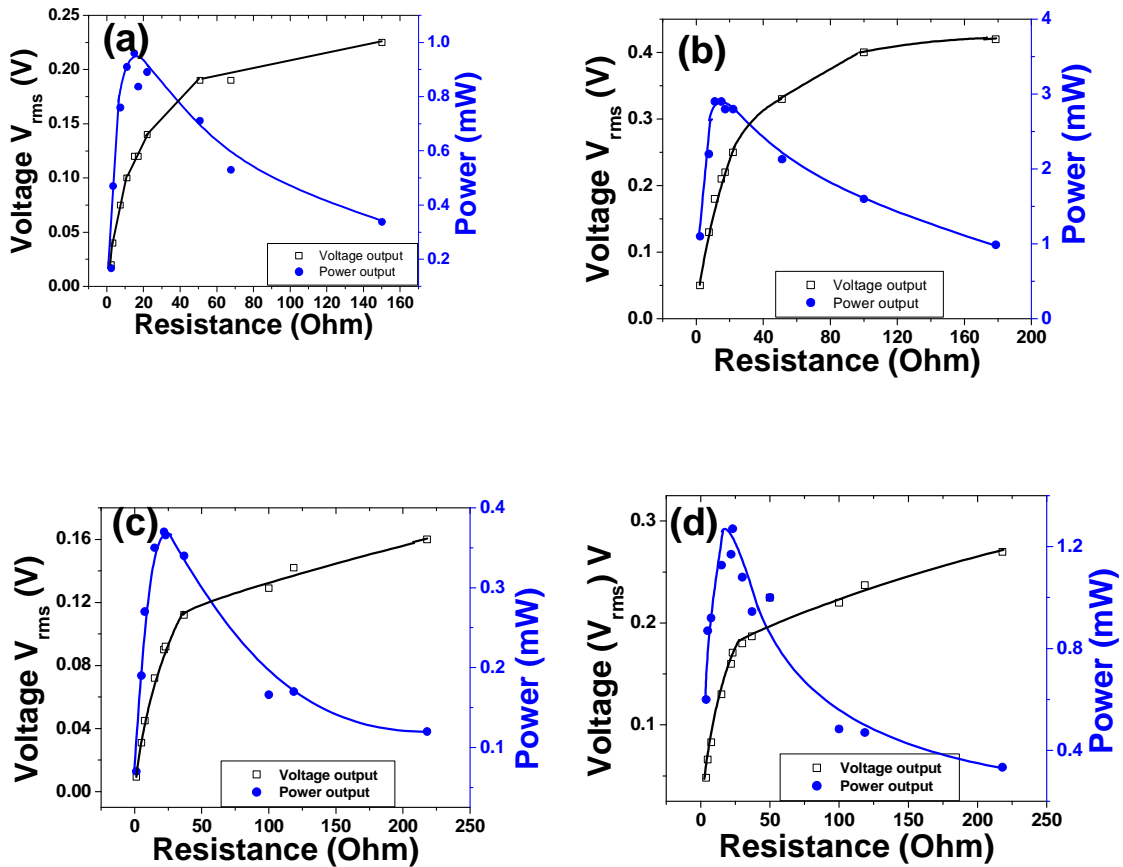 (a)
0.25
0.20
0.15
0.10
0.05
0.00
Voltage Vrms (V)
1.0
0.8
0.6
0.4
0.2
Power (mW)
Voltage output
Power output
0 20 40 60 80 100 120 140 160
Resistance (Ohm)
(b)
0.4
0.3
0.2
0.1
0.0
Voltage Vrms (V)
4
3
2
1
0
Power (mW)
Voltage output
Power output
0 40 80 120 160 200
Resistance (Ohm)
(c)
0.16
0.12
0.08
0.04
0.00
Voltage Vrms (V)
0.4
0.3
0.2
0.1
Power (mW)
Voltage output
Power output
0 50 100 150 200 250
Resistance (Ohm)
(d)
0.3
0.2
0.1
Voltage (Vrms) V
1.2
0.8
0.4
Power (mW)
Voltage output
Power output
0 50 100 150 200 250
Resistance (Ohm)